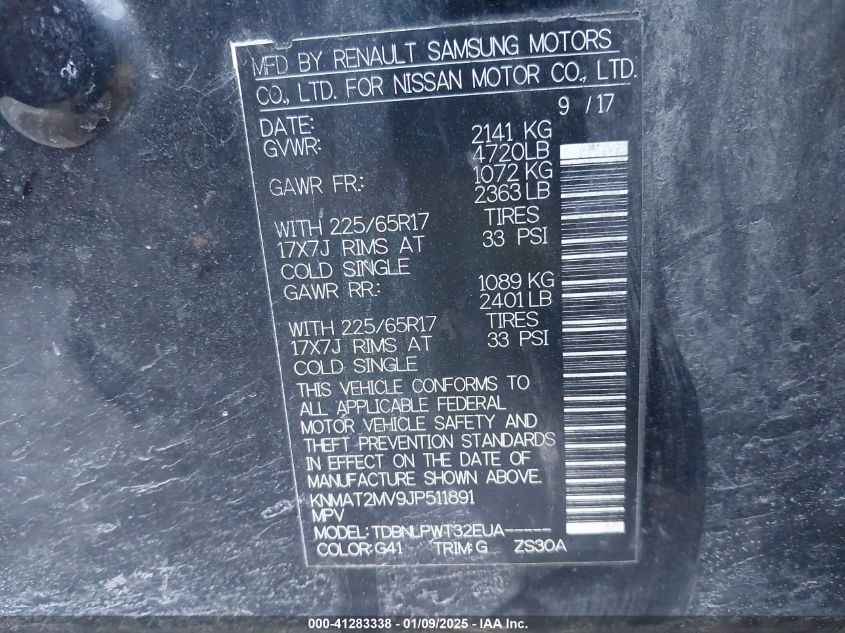 MFD BY RENAULT SAMSUNG MOTORS
CO., LTD. FOR NISSAN MOTOR CO., LTD.
DATE: 9 /17
GVWR: 2141 KG
4720LB
GAWR FR: 1072 KG
2363 LB
WITH 225/65R17 TIRES
17X7J RIMS AT 33 PSI
COLD SINGLE
GAWR RR: 1089 KG
2401 LB
WITH 225/65R17 TIRES
17X7J RIMS AT 33 PSI
COLD SINGLE
THIS VEHICLE CONFORMS TO
ALL APPLICABLE FEDERAL
MOTOR VEHICLE SAFETY AND
THEFT PREVENTION STANDARDS
IN EFFECT ON THE DATE OF
MANUFACTURE SHOWN ABOVE.
KNMAT2MV9JP511891
MPV
MODEL: TDBNLPWT32EUA-----
COLOR: G41 TRIM: G ZS30A
000-41283338 - 01/09/2025 - IAA Inc.